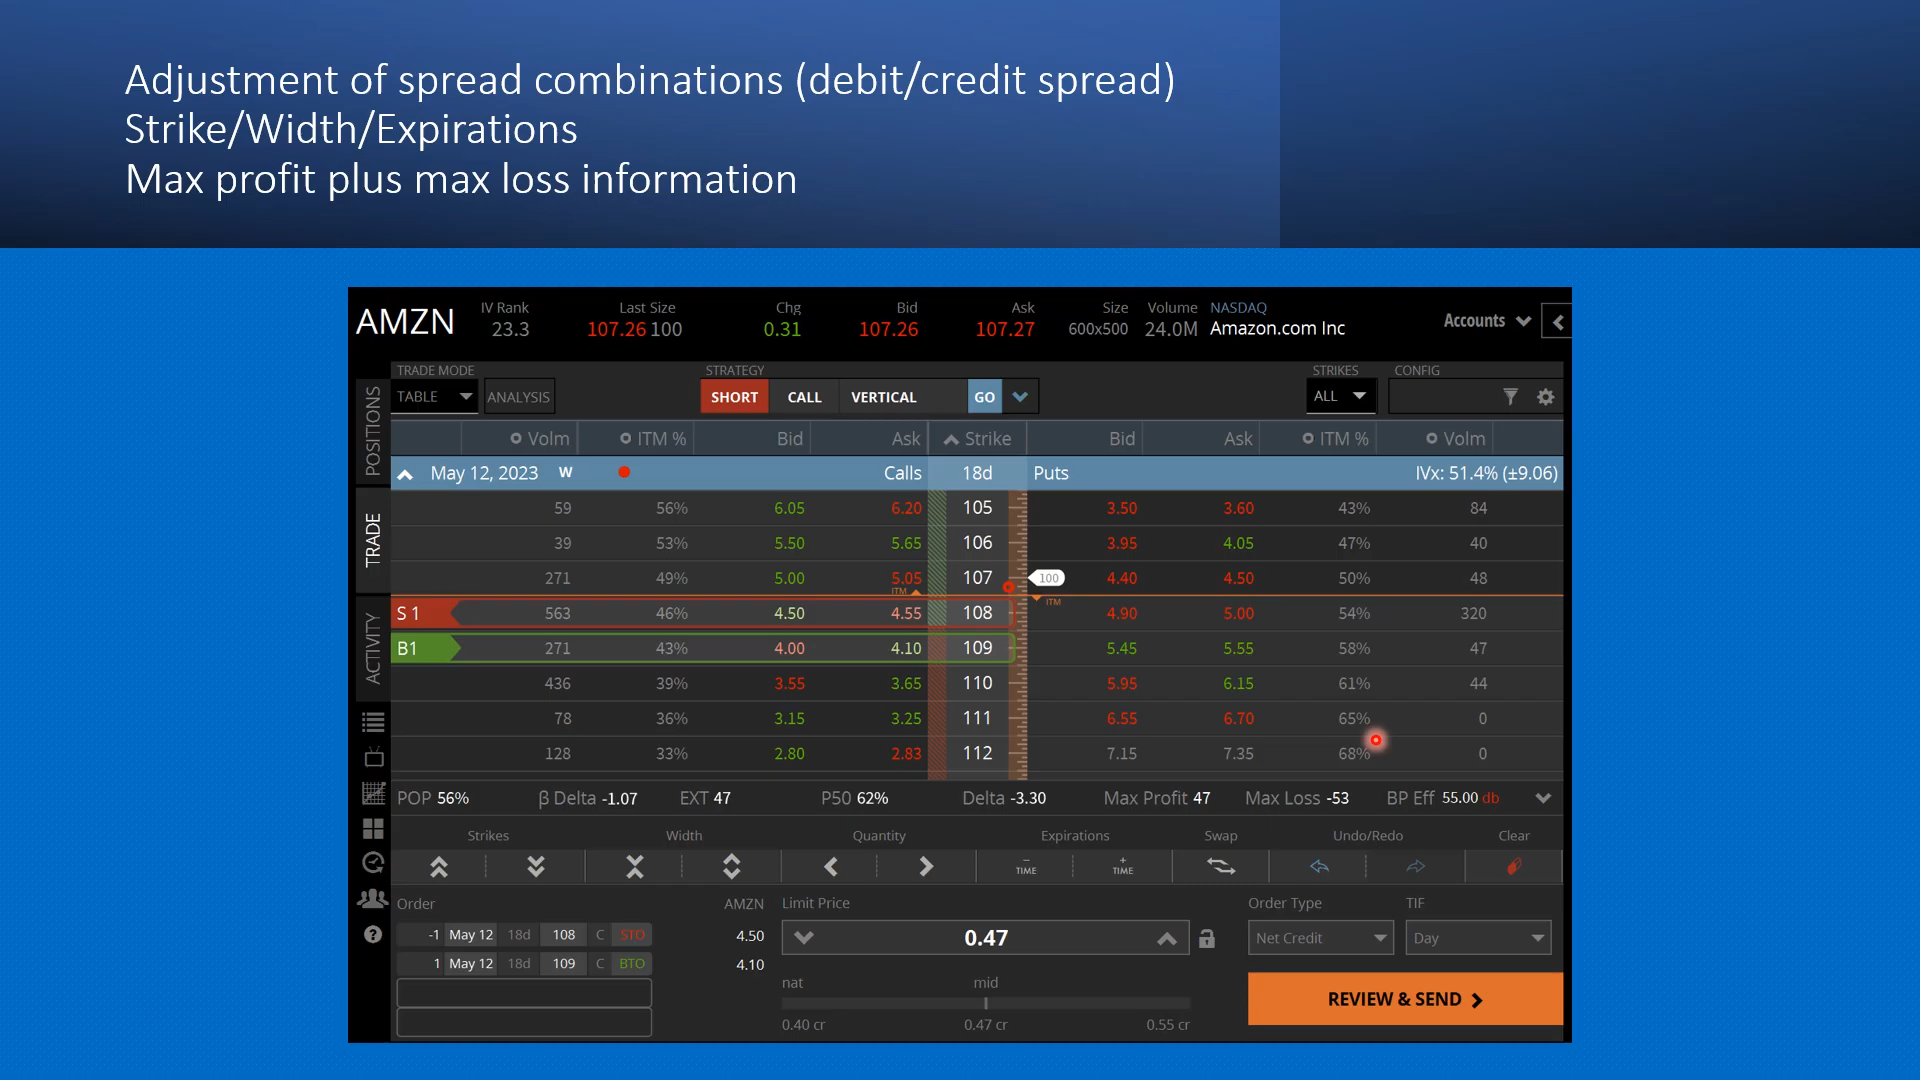 Adjustment of spread combinations (debit/credit spread)
Strike/Width/Expirations
Max profit plus max loss information
AMZN IV Rank 23.3 Last Size 107.26 100 Chg 0.31 Bid 107.26 Ask 107.27 Size 600x500 Volume 24.0M NASDAQ Amazon.com Inc Accounts
TRADE MODE STRATEGY STRIKES CONFIG
TABLE ANALYSIS SHORT CALL VERTICAL GO ALL
POSITIONS
TRADE
ACTIVITY
Volm ITM % Bid Ask Strike Bid Ask ITM % Volm
May 12, 2023 W Calls 18d Puts IVx: 51.4% (±9.06)
59 56% 6.05 6.20 105 3.50 3.60 43% 84
39 53% 5.50 5.65 106 3.95 4.05 47% 40
271 49% 5.00 5.05 107 100 4.40 4.50 50% 48
ITM ITM
S 1 563 46% 4.50 4.55 108 4.90 5.00 54% 320
B1 271 43% 4.00 4.10 109 5.45 5.55 58% 47
436 39% 3.55 3.65 110 5.95 6.15 61% 44
78 36% 3.15 3.25 111 6.55 6.70 65% 0
128 33% 2.80 2.83 112 7.15 7.35 68% 0
POP 56% β Delta -1.07 EXT 47 P50 62% Delta -3.30 Max Profit 47 Max Loss -53 BP Eff 55.00 db
Strikes Width Quantity Expirations Swap Undo/Redo Clear
− TIME + TIME
Order AMZN Limit Price Order Type TIF
-1 May 12 18d 108 C STO 4.50 0.47 Net Credit Day
1 May 12 18d 109 C BTO 4.10
nat mid
REVIEW & SEND
0.40 cr 0.47 cr 0.55 cr